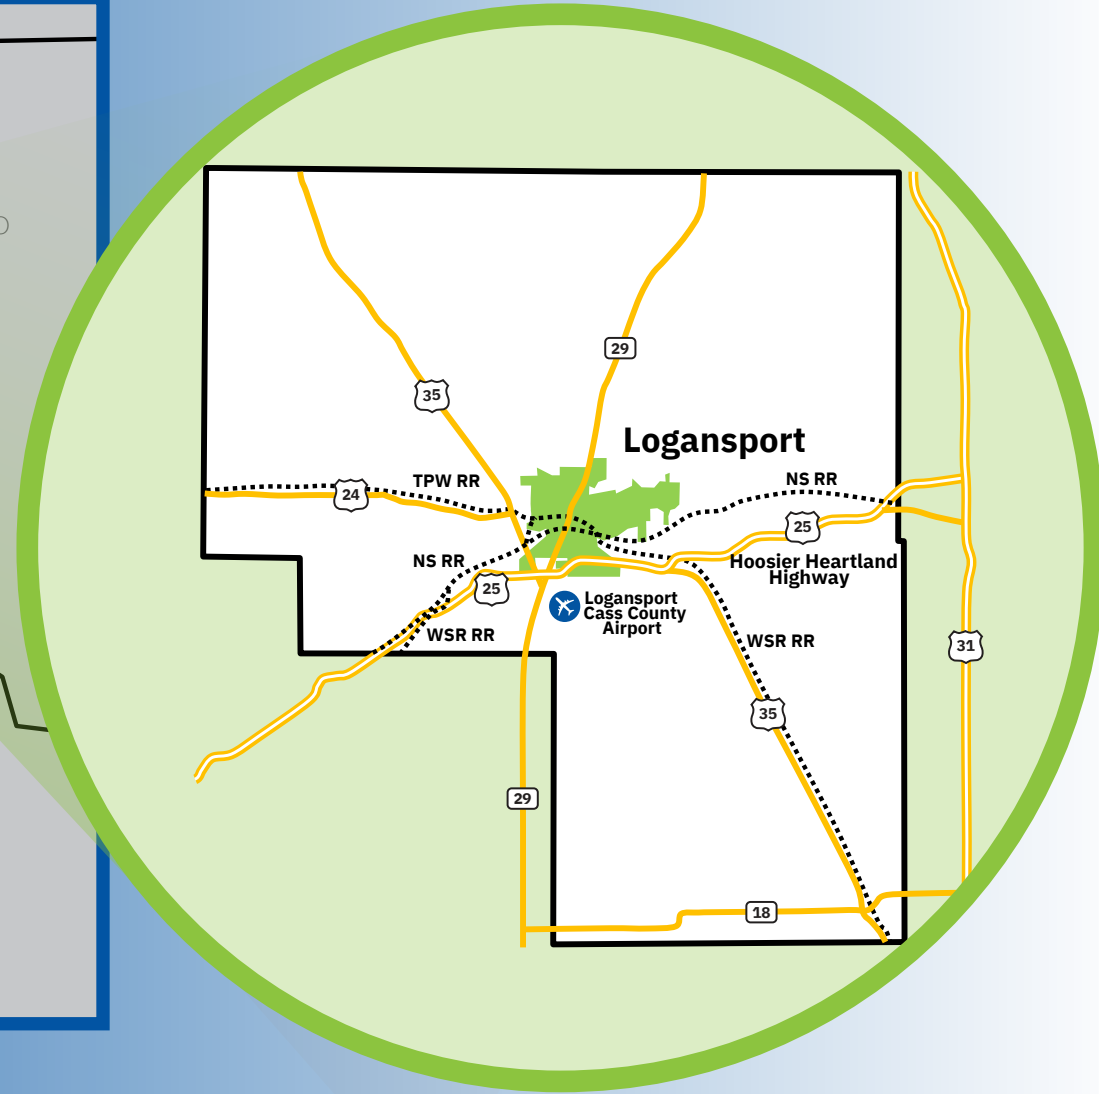 29
35
Logansport
TPW RR
NS RR
24
25
NS RR
Hoosier Heartland
Highway
25
Logansport
Cass County
Airport
WSR RR
WSR RR
31
35
29
18